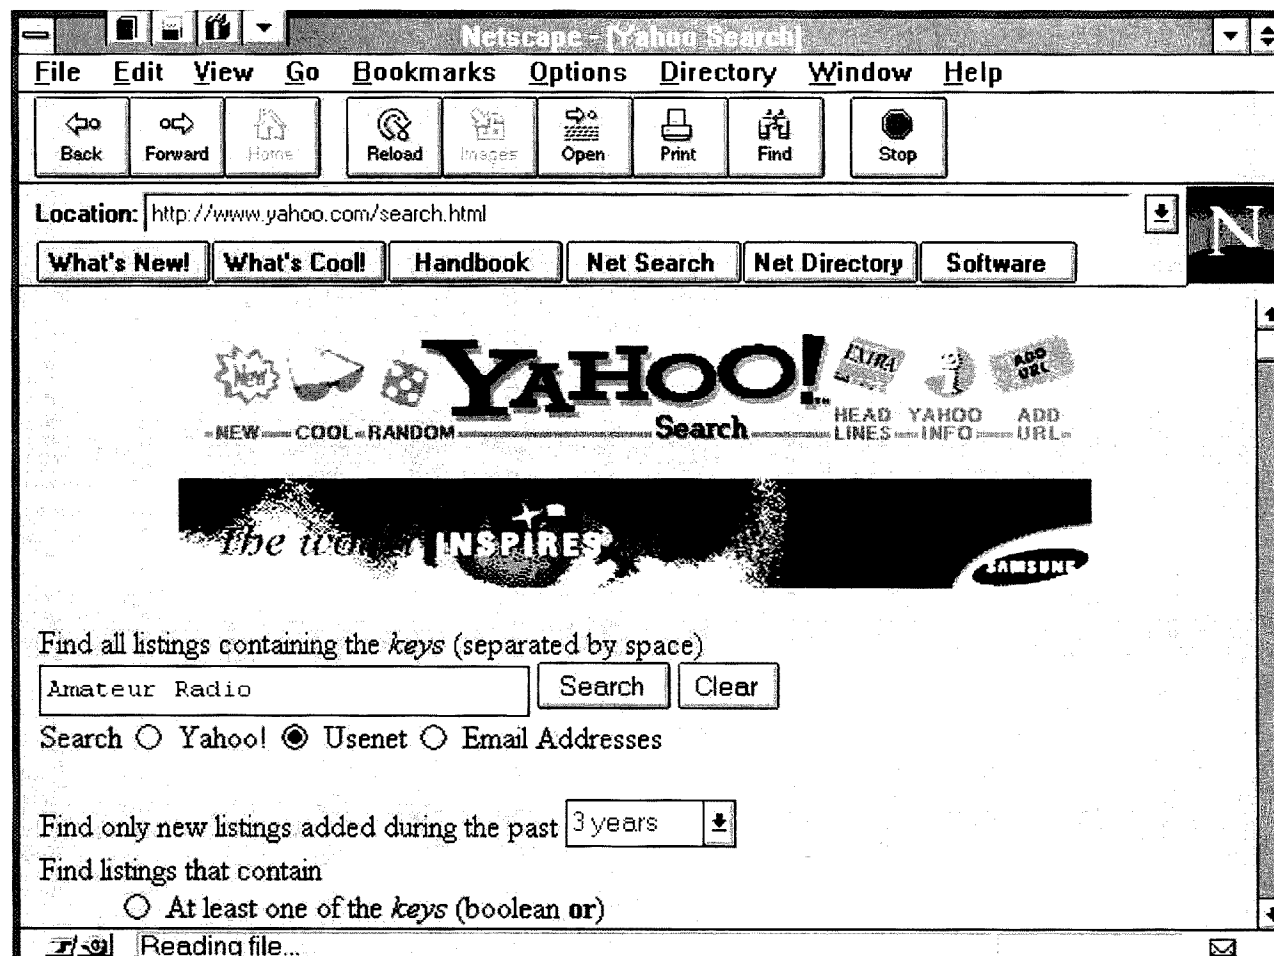 Netscape - [Yahoo Search]
File Edit View Go Bookmarks Options Directory Window Help
Back Forward Home Reload Images Open Print Find Stop
Location: http://www.yahoo.com/search.html
N
What's New! What's Cool! Handbook Net Search Net Directory Software
New YAHOO! EXTRA i ADD URL
NEW COOL RANDOM Search HEAD LINES YAHOO INFO ADD URL
The INSPIRES SAMSUNG
Find all listings containing the keys (separated by space)
Amateur Radio Search Clear
Search Yahoo! Usenet Email Addresses
Find only new listings added during the past 3 years
Find listings that contain
At least one of the keys (boolean or)
Reading file...